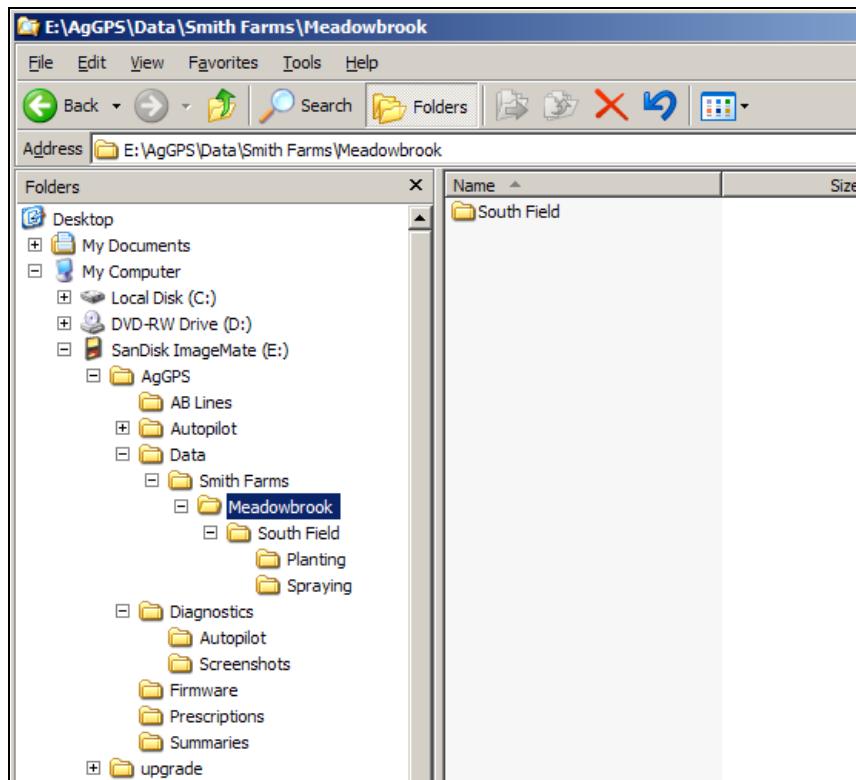 E:\AgGPS\Data\Smith Farms\Meadowbrook
File Edit View Favorites Tools Help
Back Search Folders
Address E:\AgGPS\Data\Smith Farms\Meadowbrook
Folders Name Size
Desktop South Field
My Documents
My Computer
Local Disk (C:)
DVD-RW Drive (D:)
SanDisk ImageMate (E:)
AgGPS
AB Lines
Autopilot
Data
Smith Farms
Meadowbrook
South Field
Planting
Spraying
Diagnostics
Autopilot
Screenshots
Firmware
Prescriptions
Summaries
upgrade